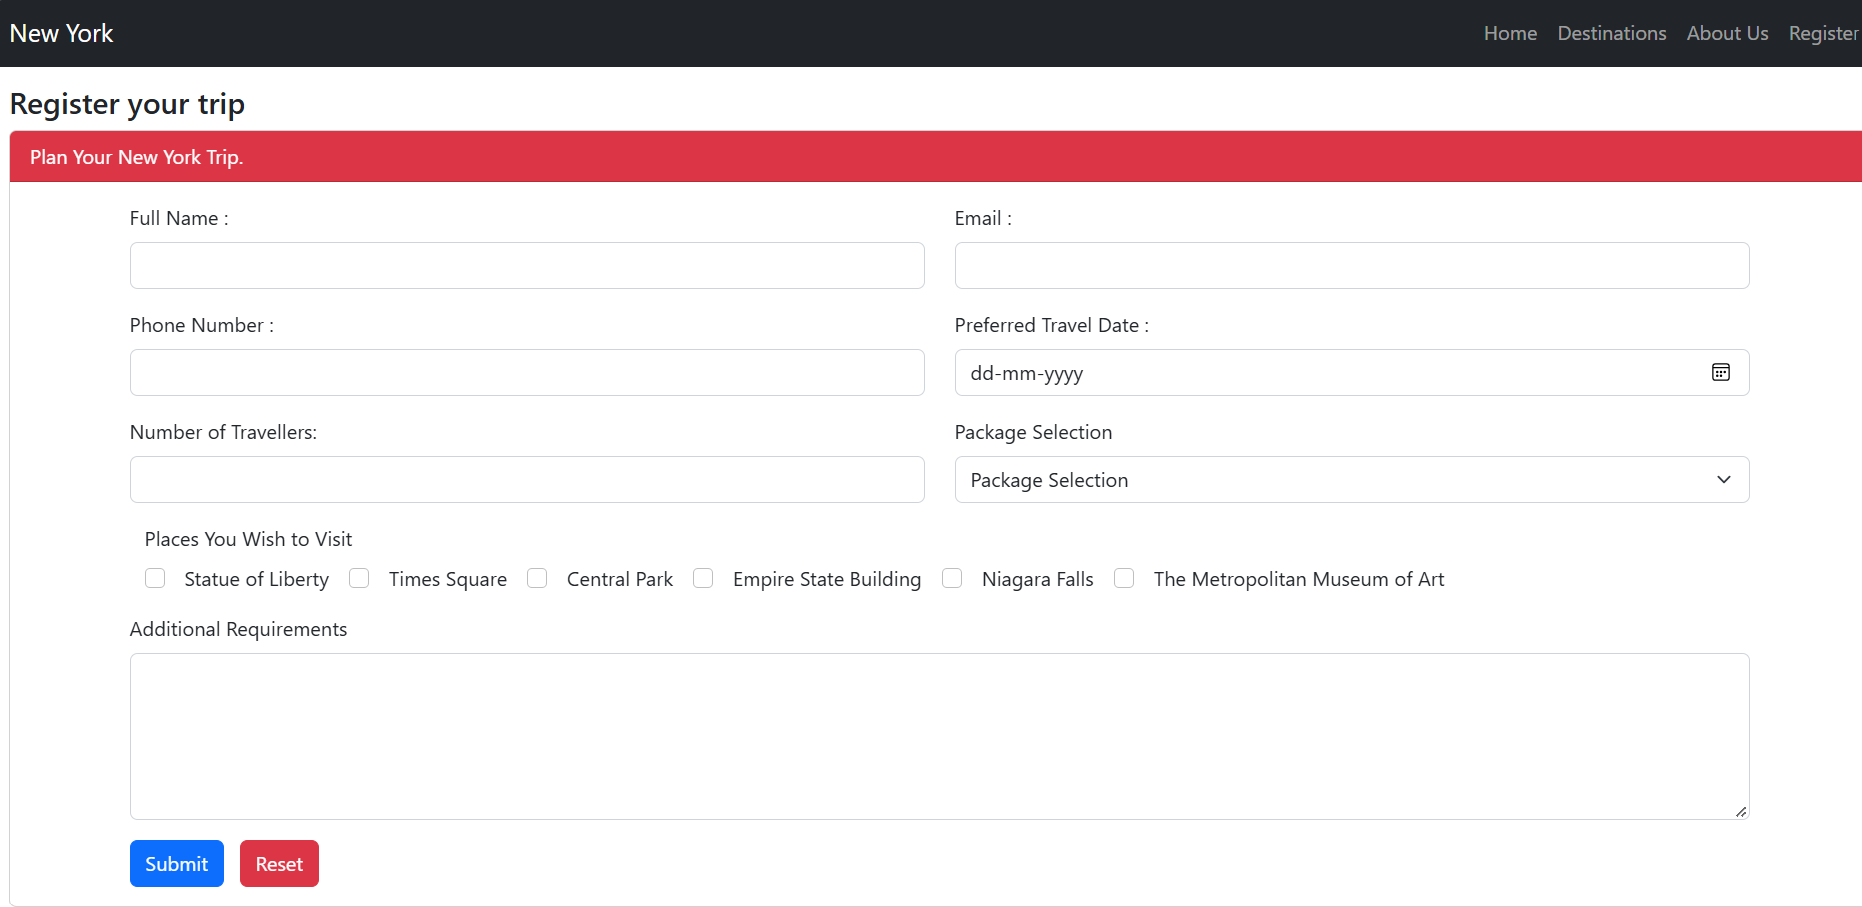 New York
Home Destinations About Us Register
Register your trip
Plan Your New York Trip.
Full Name : Email :
Phone Number : Preferred Travel Date :
dd-mm-yyyy
Number of Travellers: Package Selection
Package Selection
Places You Wish to Visit
Statue of Liberty Times Square Central Park Empire State Building Niagara Falls The Metropolitan Museum of Art
Additional Requirements
Submit Reset